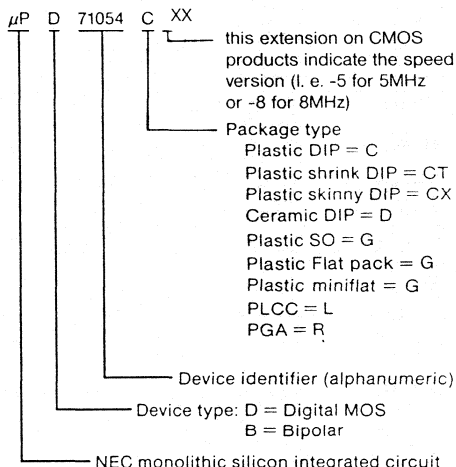 μP D 71054 C XX
this extension on CMOS
products indicate the speed
version (I. e. -5 for 5MHz
or -8 for 8MHz)
Package type
Plastic DIP = C
Plastic shrink DIP = CT
Plastic skinny DIP = CX
Ceramic DIP = D
Plastic SO = G
Plastic Flat pack = G
Plastic miniflat = G
PLCC = L
PGA = R
Device identifier (alphanumeric)
Device type: D = Digital MOS
B = Bipolar
NEC monolithic silicon integrated circuit